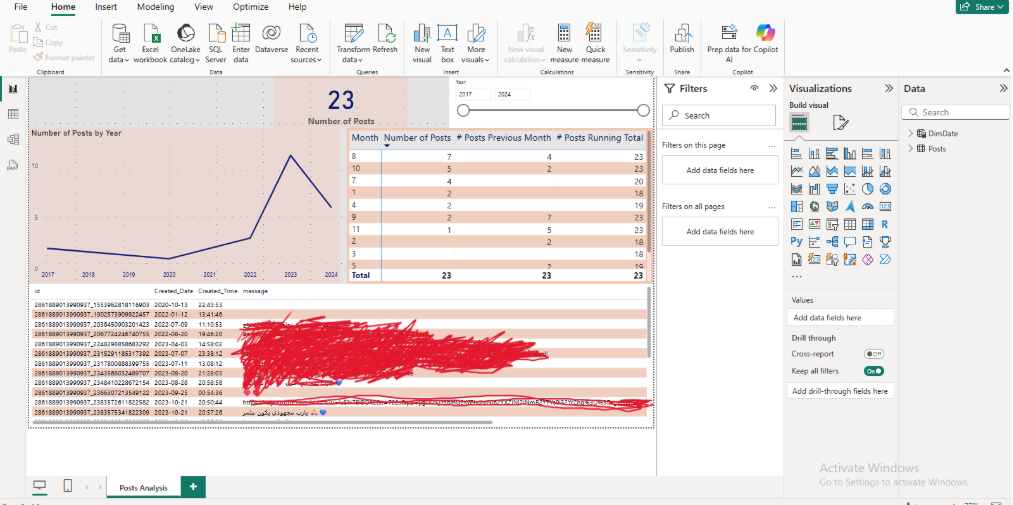 File Home Insert Modeling View Optimize Help Share
Paste Cut Copy Format painter
Get data Excel workbook OneLake catalog SQL Server Enter data Dataverse Recent sources Transform data Refresh New visual Text box More visuals New visual calculation New measure Quick measure Sensitivity Publish Prep data for AI Copilot
Clipboard Data Queries Insert Calculations Sensitivity Share Copilot
23
Number of Posts
Year
2017 2024
Number of Posts by Year
10
5
0
2017 2018 2019 2020 2021 2022 2023 2024
Month Number of Posts # Posts Previous Month # Posts Running Total
8 7 4 23
10 5 2 23
7 4 20
1 2 18
4 2 19
9 2 7 23
11 1 5 23
2 2 18
3 18
5 2 19
Total 23 23 23
id Created_Date Created_Time message
2861889013990937_1553962818116903 2020-10-13 22:43:53
2861889013990937_1902573909922457 2022-01-12 13:41:46
2861889013990937_2036450903201423 2022-07-09 11:10:53
2861889013990937_2067724246740755 2022-08-20 19:46:20
2861889013990937_2248298858683292 2023-04-03 14:58:02
2861889013990937_2315291185317392 2023-07-07 23:38:12
2861889013990937_2317800888399755 2023-07-11 13:08:12
2861889013990937_2343568032489707 2023-08-20 21:28:03
2861889013990937_2348410228672154 2023-08-28 20:58:58
2861889013990937_2366307213549122 2023-09-25 00:54:36
2861889013990937_2383572611822582 2023-10-21 20:50:44
2861889013990937_2383575341822309 2023-10-21 20:57:26 يارب مجهودي يكون مثمر 🙏 💙
Filters
Search
Filters on this page
Add data fields here
Filters on all pages
Add data fields here
Visualizations
Build visual
R
Py
Values
Add data fields here
Drill through
Cross-report Off
Keep all filters On
Add drill-through fields here
Data
Search
DimDate
Posts
Activate Windows
Go to Settings to activate Windows.
Posts Analysis